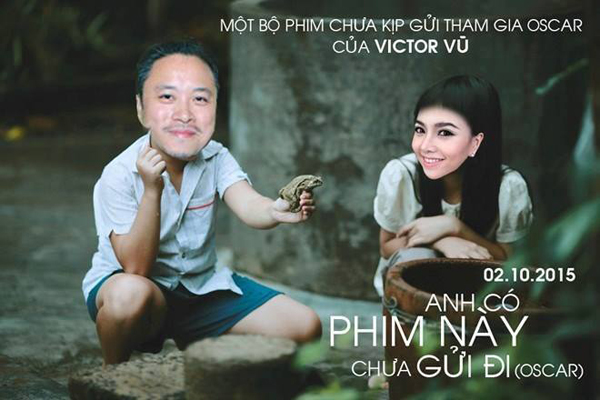 MỘT BỘ PHIM CHƯA KỊP GỬI THAM GIA OSCAR
CỦA VICTOR VŨ
02.10.2015
ANH CÓ
PHIM NÀY
CHƯA GỬI ĐI (OSCAR)